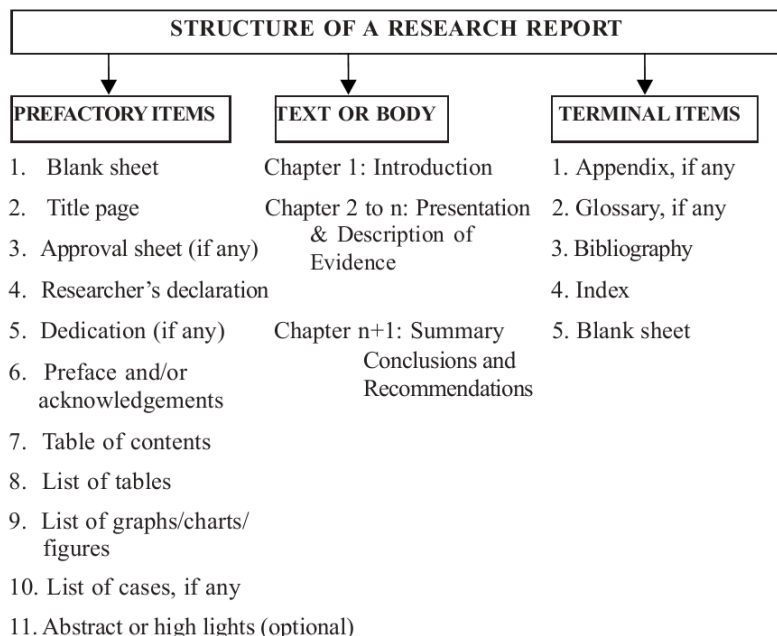 STRUCTURE OF A RESEARCH REPORT
PREFACTORY ITEMS
1. Blank sheet
2. Title page
3. Approval sheet (if any)
4. Researcher’s declaration
5. Dedication (if any)
6. Preface and/or
acknowledgements
7. Table of contents
8. List of tables
9. List of graphs/charts/
figures
10. List of cases, if any
11. Abstract or high lights (optional)
TEXT OR BODY
Chapter 1: Introduction
Chapter 2 to n: Presentation
& Description of
Evidence
Chapter n+1: Summary
Conclusions and
Recommendations
TERMINAL ITEMS
1. Appendix, if any
2. Glossary, if any
3. Bibliography
4. Index
5. Blank sheet